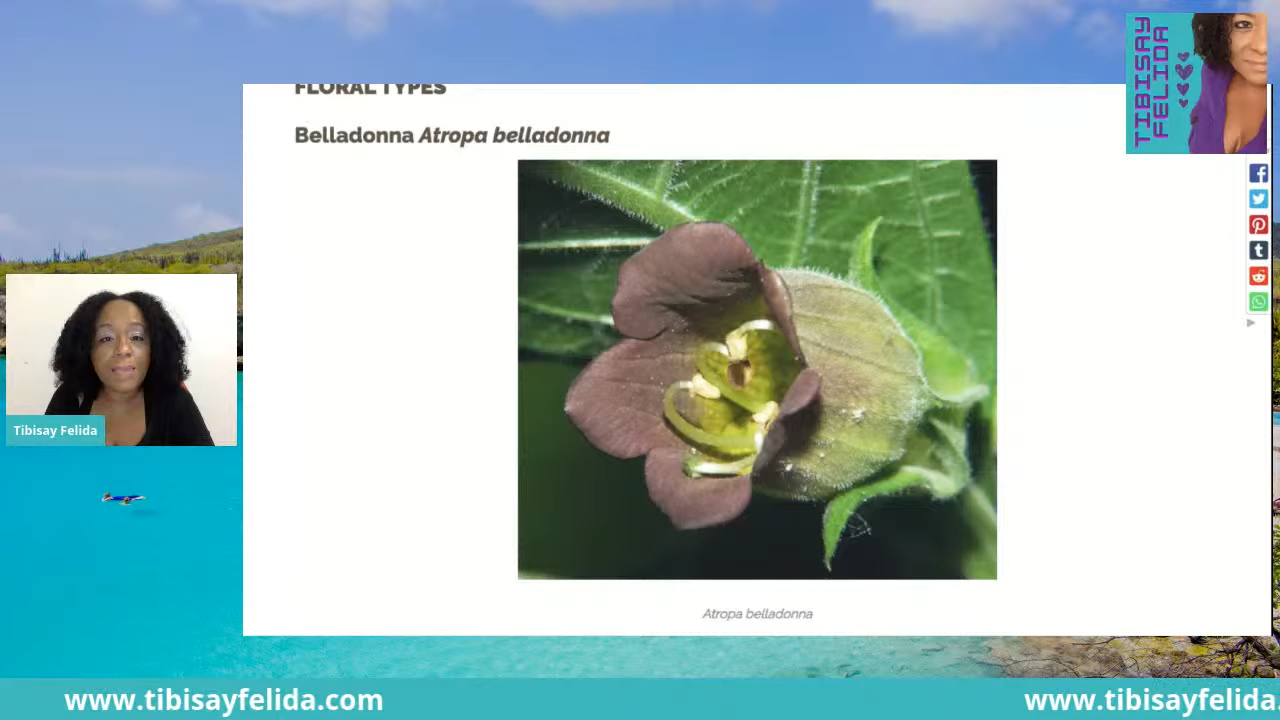 FLORAL TYPES
Belladonna Atropa belladonna
TIBISAY
FELIDA
Tibisay Felida
Atropa belladonna
www.tibisayfelida.com
www.tibisayfelida.